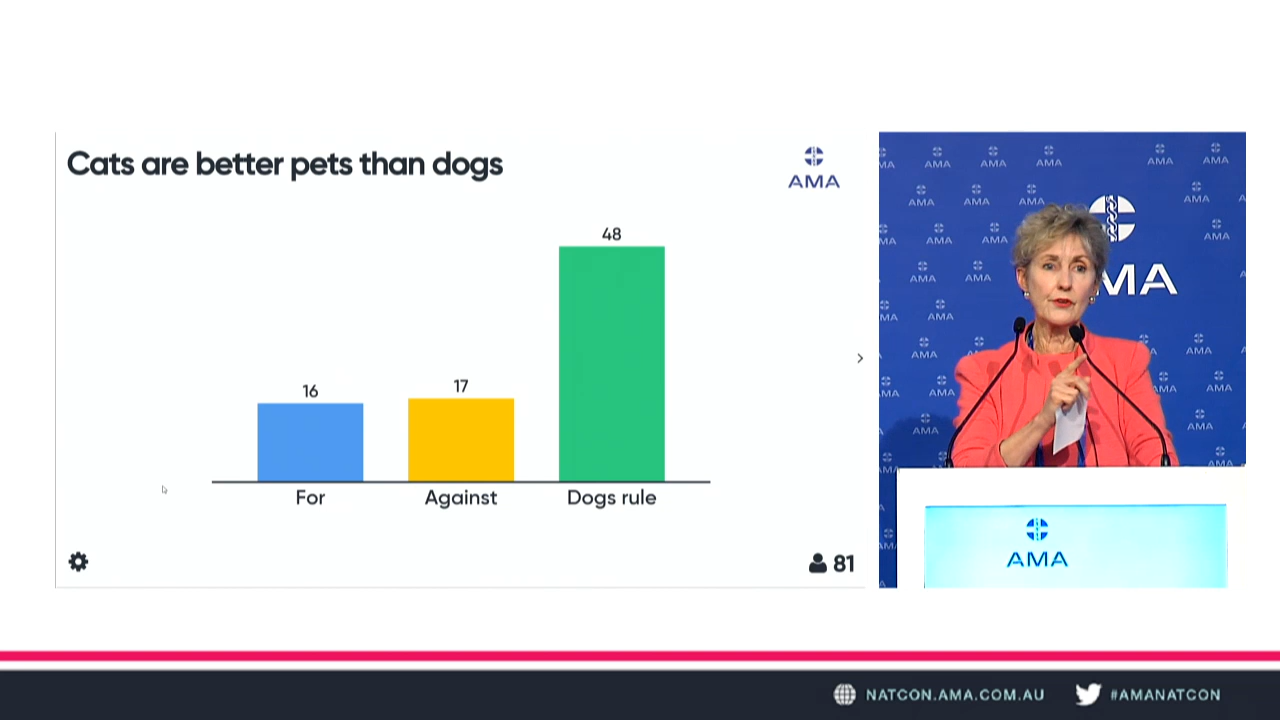 Cats are better pets than dogs
AMA
48
16
17
For
Against
Dogs rule
81
AMA
AMA
NATCON.AMA.COM.AU
#AMANATCON